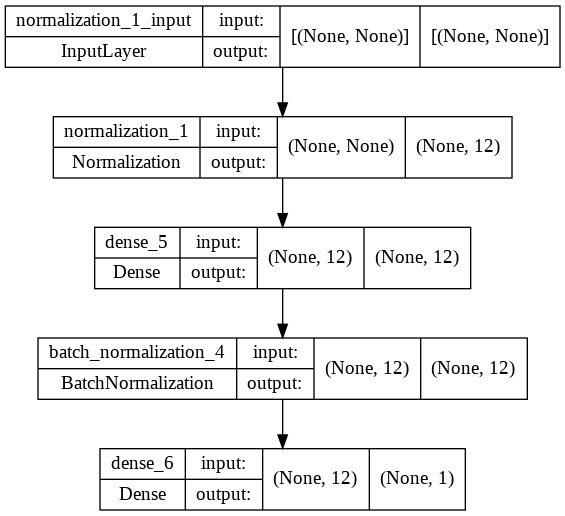 normalization_1_input input: [(None, None)] [(None, None)]
InputLayer output:
normalization_1 input: (None, None) (None, 12)
Normalization output:
dense_5 input: (None, 12) (None, 12)
Dense output:
batch_normalization_4 input: (None, 12) (None, 12)
BatchNormalization output:
dense_6 input: (None, 12) (None, 1)
Dense output: